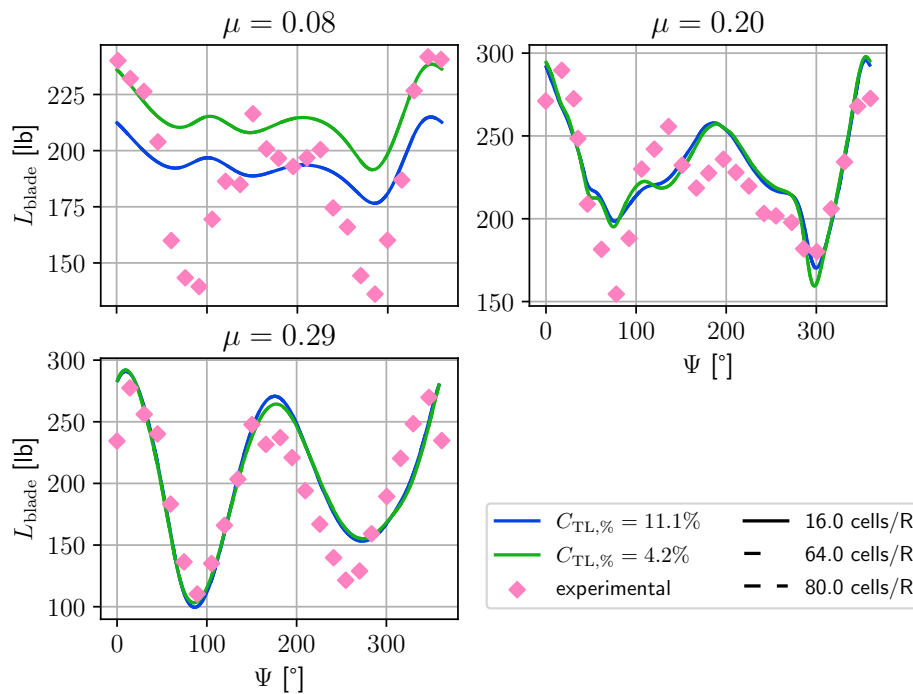 μ = 0.08
μ = 0.20
225
200
175
150
L_blade [lb]
300
250
200
150
0 100 200 300
Ψ [°]
μ = 0.29
300
250
200
150
100
L_blade [lb]
0 100 200 300
Ψ [°]
C_TL,% = 11.1%
C_TL,% = 4.2%
experimental
16.0 cells/R
64.0 cells/R
80.0 cells/R